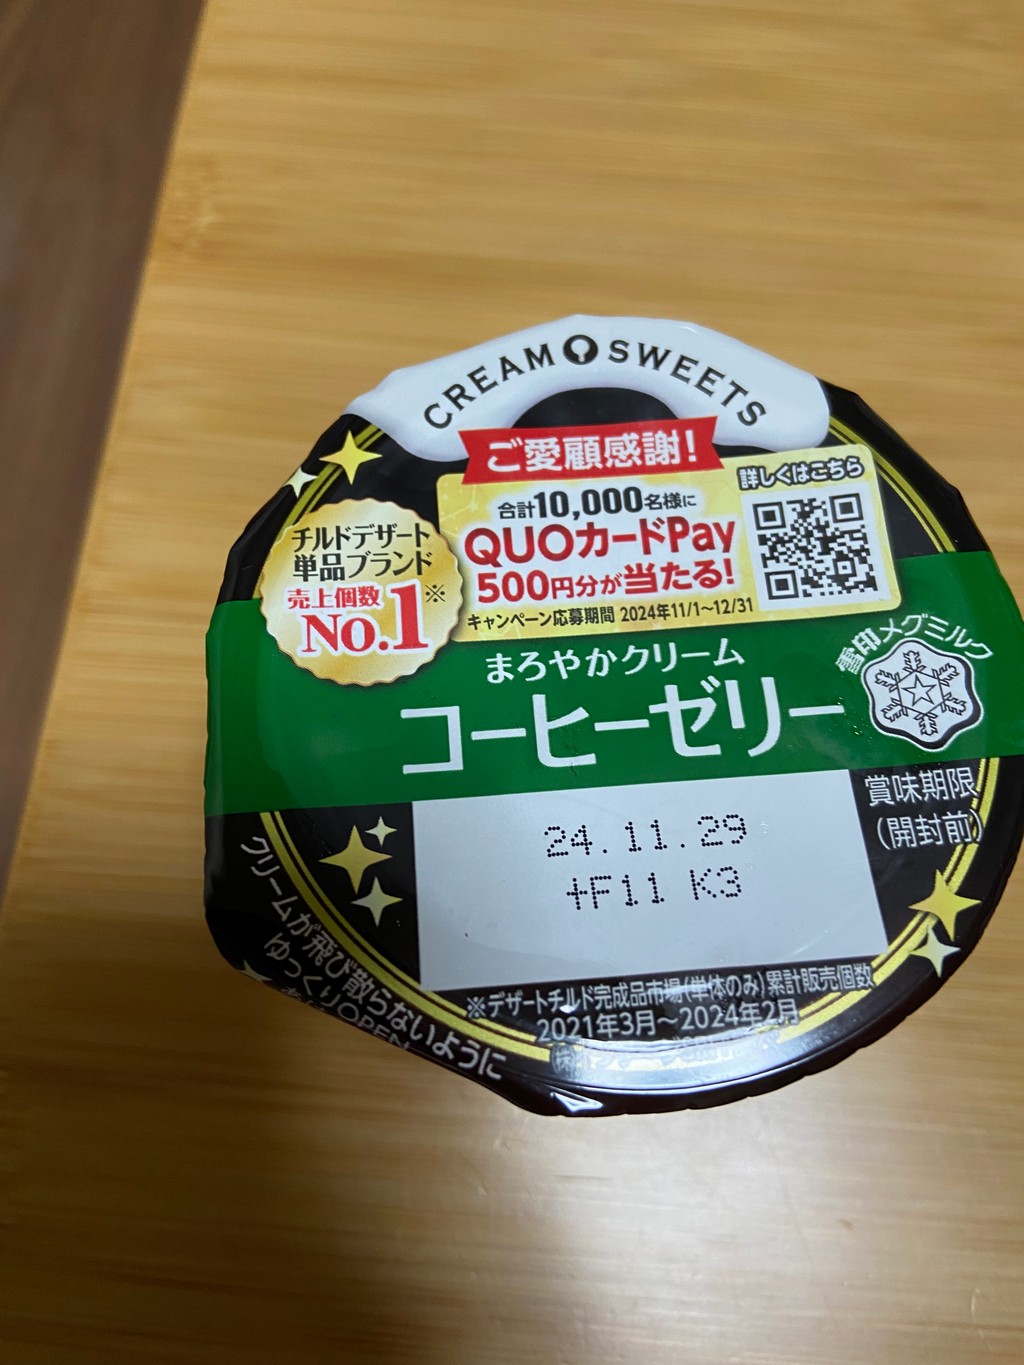 CREAM SWEETS
ご愛顧感謝!
詳しくはこちら
合計10,000名様に
QUOカードPay
500円分が当たる!
キャンペーン応募期間 2024年11/1~12/31
チルドデザート
単品ブランド
売上個数※
No.1
雪印メグミルク
まろやかクリーム
コーヒーゼリー
賞味期限
(開封前)
24.11.29
+F11 K3
※デザートチルド完成品市場(単体のみ)累計販売個数
2021年3月~2024年2月
クリームが飛び散らないように
ゆっくりOPEN